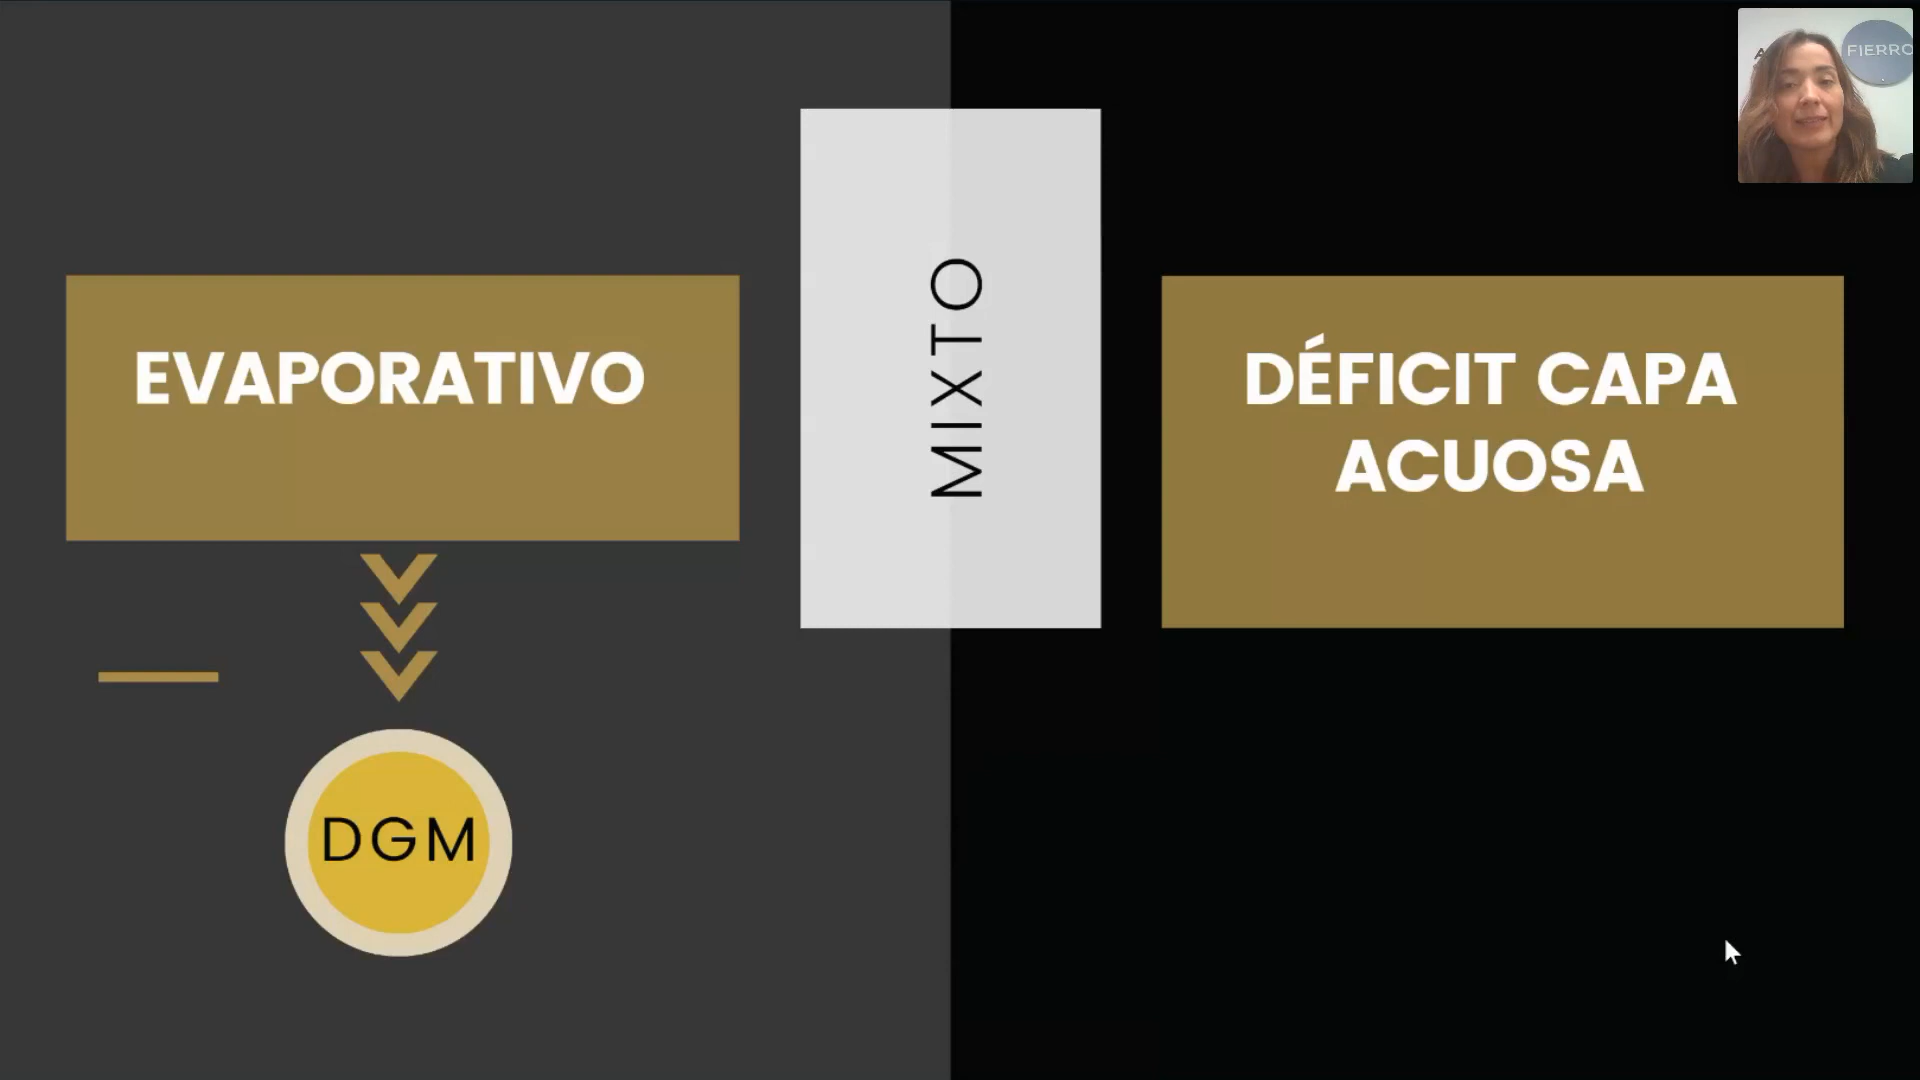 EVAPORATIVO
MIXTO
DÉFICIT CAPA
ACUOSA
DGM
FIERRO